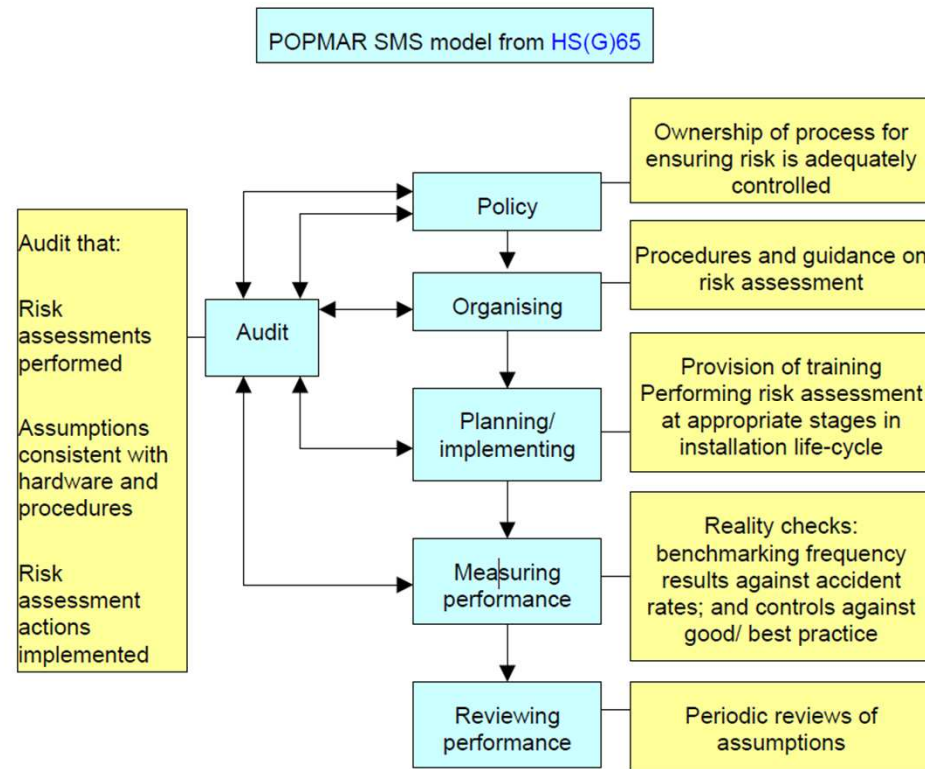 POPMAR SMS model from HS(G)65
Ownership of process for
ensuring risk is adequately
controlled
Policy
Procedures and guidance on
risk assessment
Organising
Audit that:
Risk
assessments
performed
Assumptions
consistent with
hardware and
procedures
Risk
assessment
actions
implemented
Audit
Provision of training
Performing risk assessment
at appropriate stages in
installation life-cycle
Planning/
implementing
Reality checks:
benchmarking frequency
results against accident
rates; and controls against
good/ best practice
Measuring
performance
Reviewing
performance
Periodic reviews of
assumptions